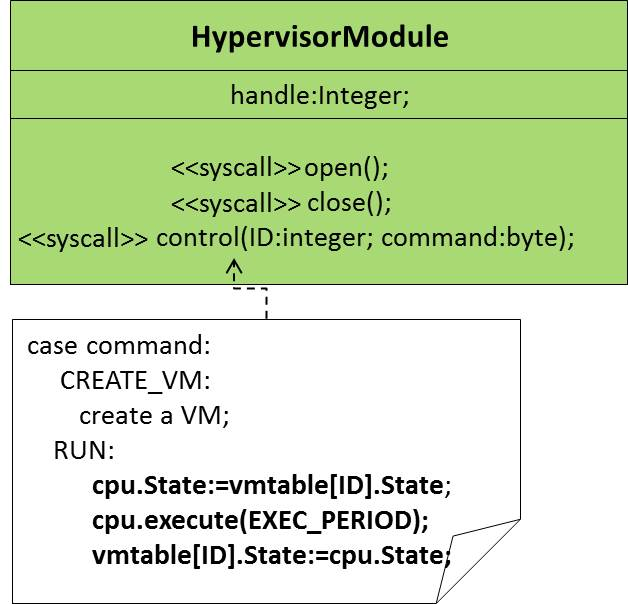 HypervisorModule
handle:Integer;
<<syscall>> open();
<<syscall>> close();
<<syscall>> control(ID:integer; command:byte);
case command:
CREATE_VM:
create a VM;
RUN:
cpu.State:=vmtable[ID].State;
cpu.execute(EXEC_PERIOD);
vmtable[ID].State:=cpu.State;